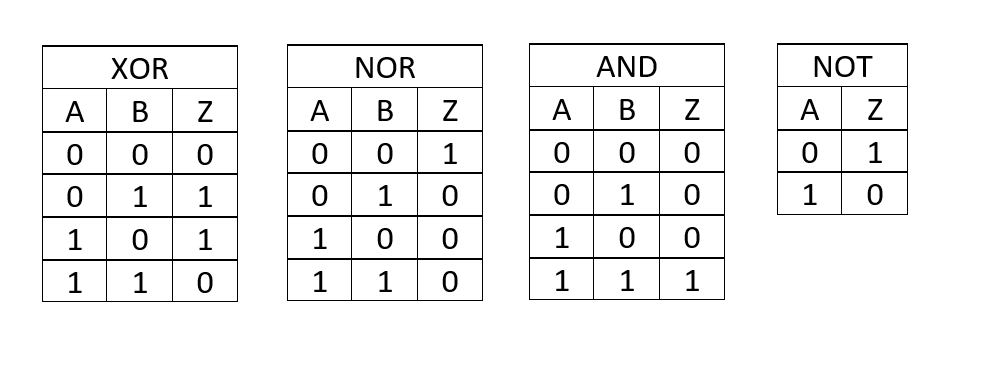 XOR
A B Z
0 0 0
0 1 1
1 0 1
1 1 0
NOR
A B Z
0 0 1
0 1 0
1 0 0
1 1 0
AND
A B Z
0 0 0
0 1 0
1 0 0
1 1 1
NOT
A Z
0 1
1 0